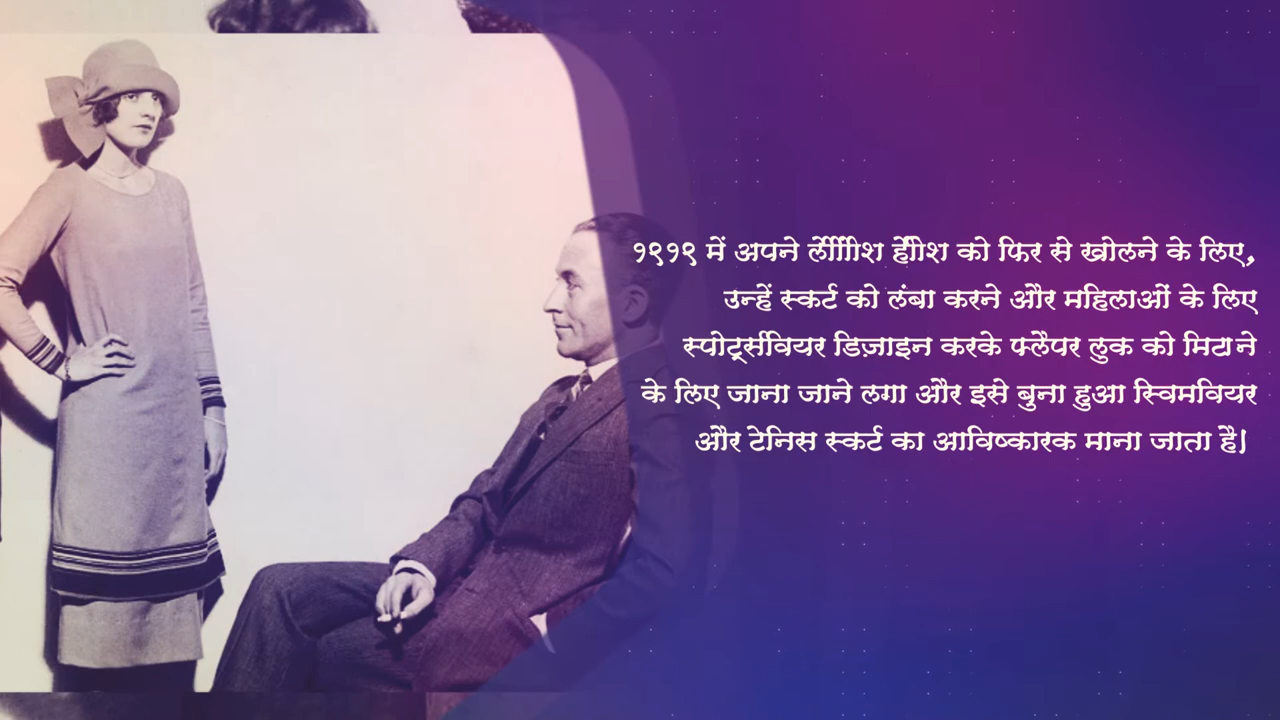 १९१९ में अपने लेंीींीींीश हेंीींीश को फिर से खोलने के लिए,
उन्हें स्कर्ट को लंबा करने और महिलाओं के लिए
स्पोर्ट्सवियर डिज़ाइन करके फ्लैपर लुक को मिटाने
के लिए जाना जाने लगा और इसे बुना हुआ स्विमवियर
और टेनिस स्कर्ट का आविष्कारक माना जाता है।